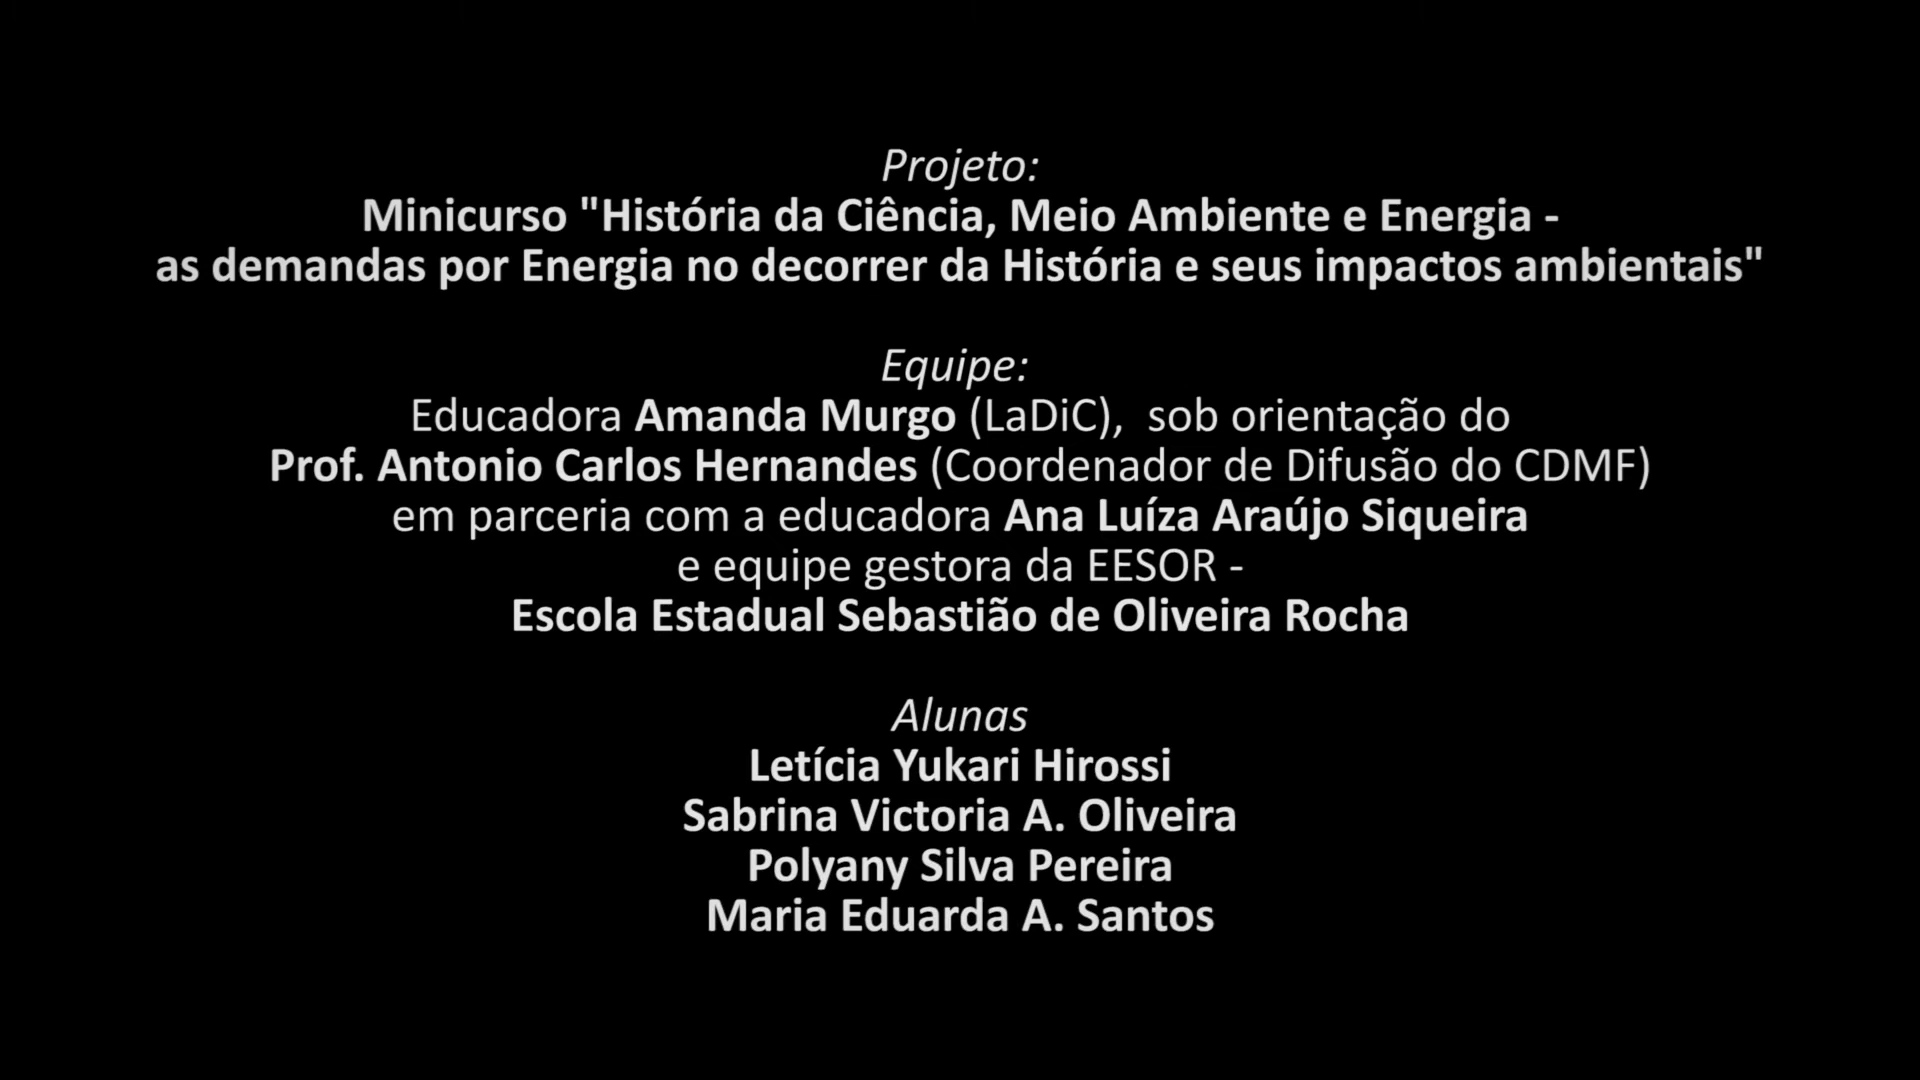 Projeto:
Minicurso "História da Ciência, Meio Ambiente e Energia -
as demandas por Energia no decorrer da História e seus impactos ambientais"
Equipe:
Educadora Amanda Murgo (LaDiC), sob orientação do
Prof. Antonio Carlos Hernandes (Coordenador de Difusão do CDMF)
em parceria com a educadora Ana Luíza Araújo Siqueira
e equipe gestora da EESOR -
Escola Estadual Sebastião de Oliveira Rocha
Alunas
Letícia Yukari Hirossi
Sabrina Victoria A. Oliveira
Polyany Silva Pereira
Maria Eduarda A. Santos